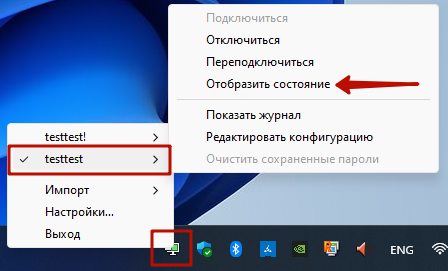 Подключиться
Отключиться
Переподключиться
Отобразить состояние
Показать журнал
Редактировать конфигурацию
Очистить сохраненные пароли
testtest!
testtest
Импорт
Настройки...
Выход
ENG